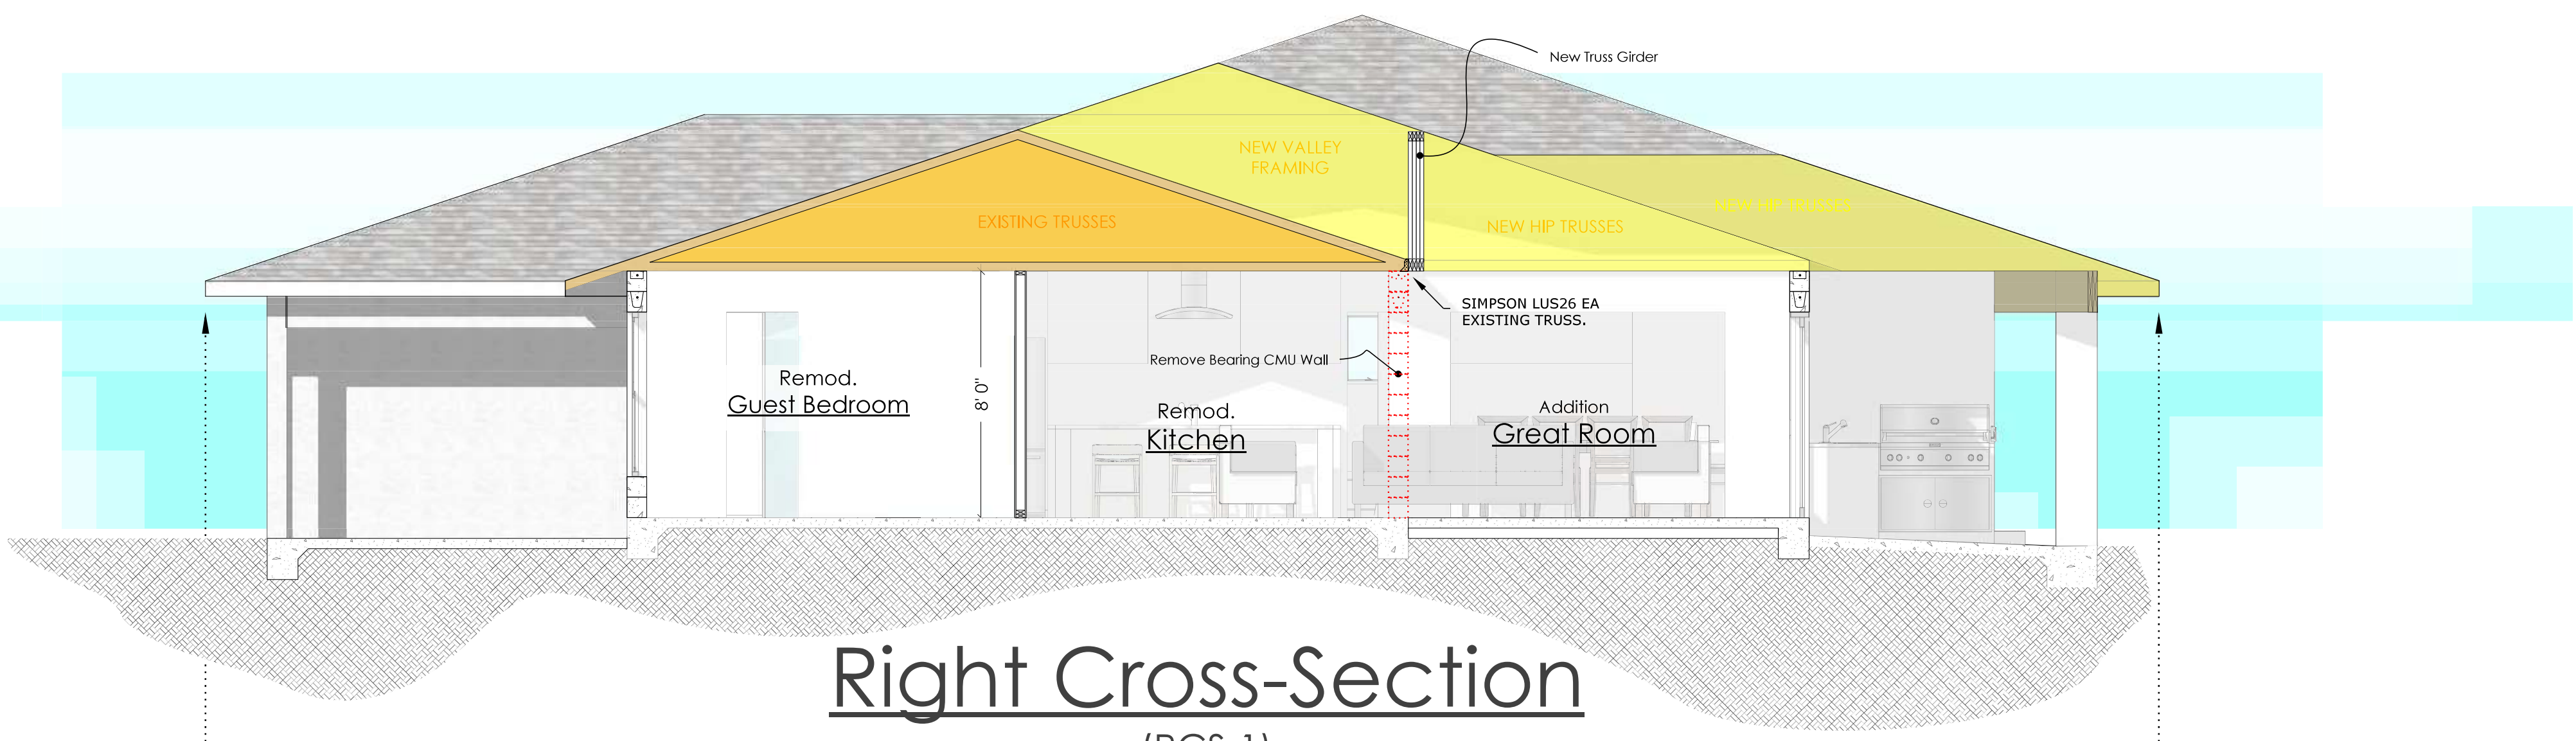 New Truss Girder
NEW VALLEY
FRAMING
EXISTING TRUSSES
NEW HIP TRUSSES
NEW HIP TRUSSES
SIMPSON LUS26 EA
EXISTING TRUSS.
Remove Bearing CMU Wall
Remod.
Guest Bedroom
8' 0"
Remod.
Kitchen
Addition
Great Room
Right Cross-Section